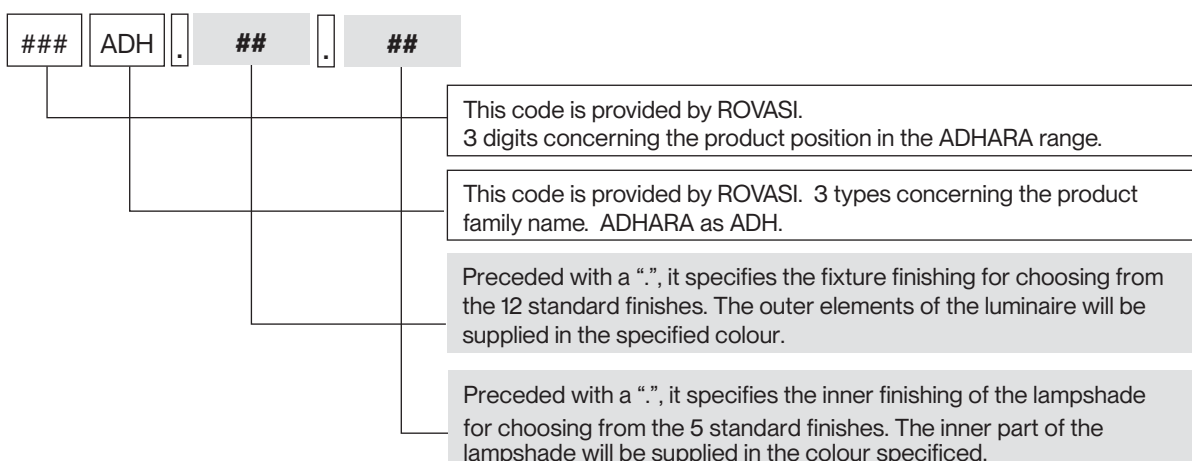 ### ADH . ## . ##
This code is provided by ROVASI.
3 digits concerning the product position in the ADHARA range.
This code is provided by ROVASI. 3 types concerning the product
family name. ADHARA as ADH.
Preceded with a “.”, it specifies the fixture finishing for choosing from
the 12 standard finishes. The outer elements of the luminaire will be
supplied in the specified colour.
Preceded with a “.”, it specifies the inner finishing of the lampshade
for choosing from the 5 standard finishes. The inner part of the
lampshade will be supplied in the colour specificed.